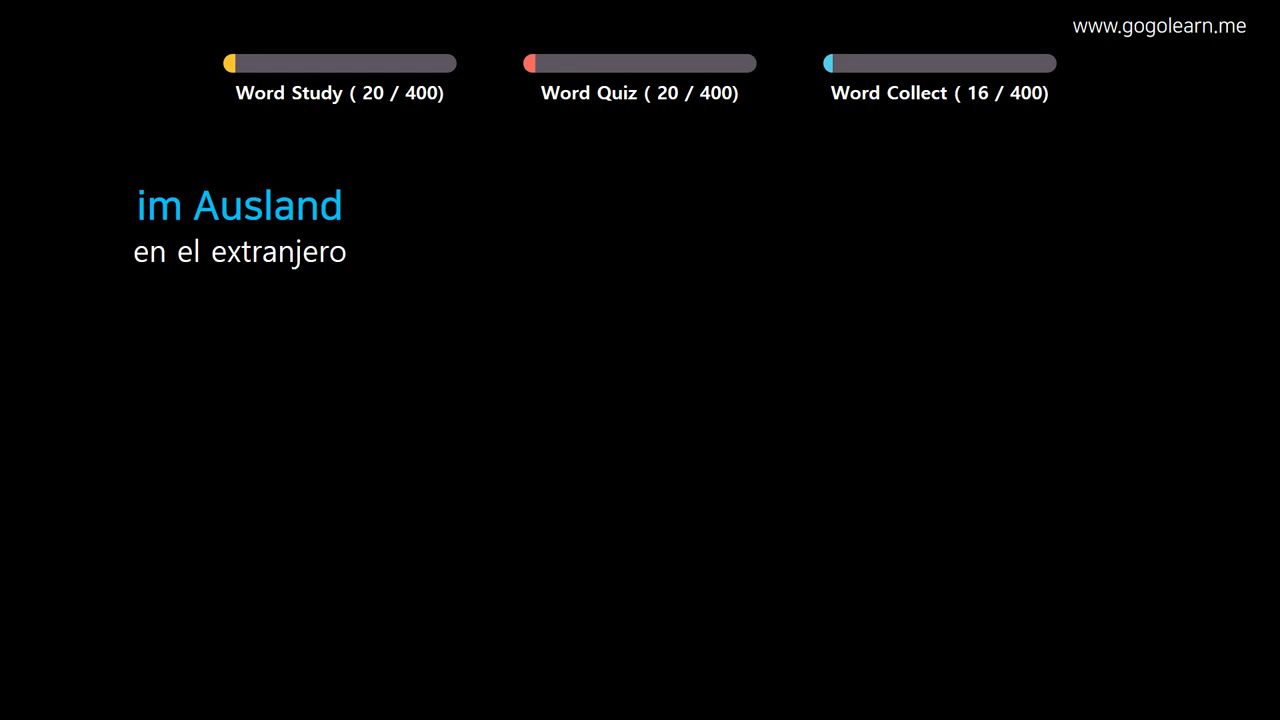 www.gogolearn.me
Word Study ( 20 / 400)
Word Quiz ( 20 / 400)
Word Collect ( 16 / 400)
im Ausland
en el extranjero